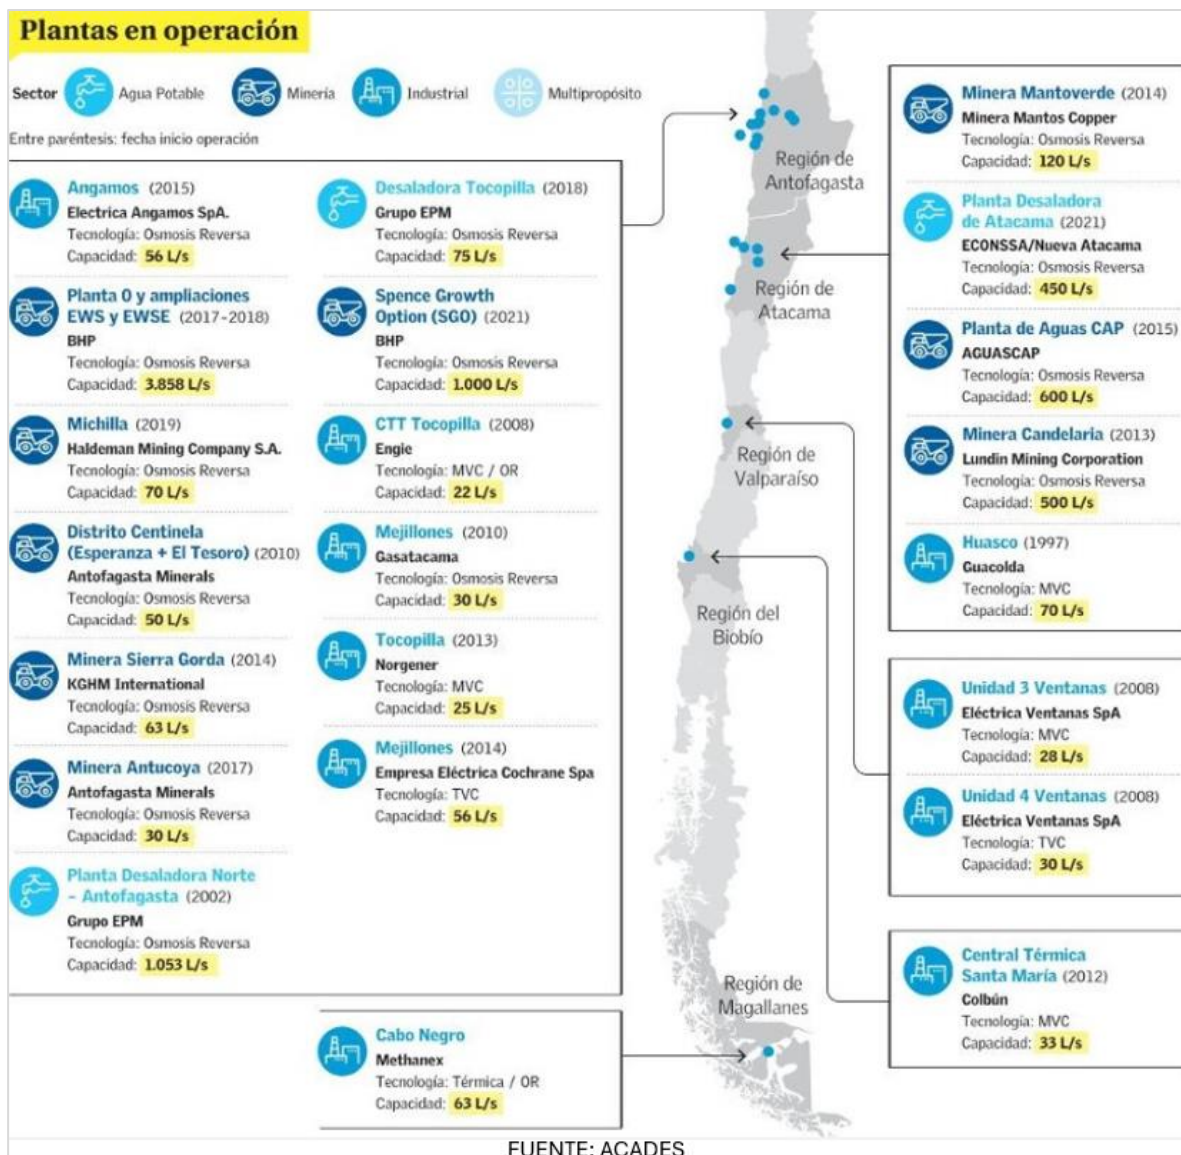 Plantas en operación
Sector
Agua Potable
Minería
Industrial
Multipropósito
Entre paréntesis: fecha inicio operación
Angamos (2015)
Electrica Angamos SpA.
Tecnología: Osmosis Reversa
Capacidad: 56 L/s
Planta 0 y ampliaciones
EWS y EWSE (2017-2018)
BHP
Tecnología: Osmosis Reversa
Capacidad: 3.858 L/s
Michilla (2019)
Haldeman Mining Company S.A.
Tecnología: Osmosis Reversa
Capacidad: 70 L/s
Distrito Centinela
(Esperanza + El Tesoro) (2010)
Antofagasta Minerals
Tecnología: Osmosis Reversa
Capacidad: 50 L/s
Minera Sierra Gorda (2014)
KGHM International
Tecnología: Osmosis Reversa
Capacidad: 63 L/s
Minera Antucoya (2017)
Antofagasta Minerals
Tecnología: Osmosis Reversa
Capacidad: 30 L/s
Planta Desaladora Norte
- Antofagasta (2002)
Grupo EPM
Tecnología: Osmosis Reversa
Capacidad: 1.053 L/s
Desaladora Tocopilla (2018)
Grupo EPM
Tecnología: Osmosis Reversa
Capacidad: 75 L/s
Spence Growth
Option (SGO) (2021)
BHP
Tecnología: Osmosis Reversa
Capacidad: 1.000 L/s
CTT Tocopilla (2008)
Engie
Tecnología: MVC / OR
Capacidad: 22 L/s
Mejillones (2010)
Gasatacama
Tecnología: Osmosis Reversa
Capacidad: 30 L/s
Tocopilla (2013)
Norgener
Tecnología: MVC
Capacidad: 25 L/s
Mejillones (2014)
Empresa Eléctrica Cochrane Spa
Tecnología: TVC
Capacidad: 56 L/s
Cabo Negro
Methanex
Tecnología: Térmica / OR
Capacidad: 63 L/s
Región de
Antofagasta
Región de
Atacama
Región de
Valparaíso
Región del
Biobío
Región de
Magallanes
Minera Mantoverde (2014)
Minera Mantos Copper
Tecnología: Osmosis Reversa
Capacidad: 120 L/s
Planta Desaladora
de Atacama (2021)
ECONSSA/Nueva Atacama
Tecnología: Osmosis Reversa
Capacidad: 450 L/s
Planta de Aguas CAP (2015)
AGUASCAP
Tecnología: Osmosis Reversa
Capacidad: 600 L/s
Minera Candelaria (2013)
Lundin Mining Corporation
Tecnología: Osmosis Reversa
Capacidad: 500 L/s
Huasco (1997)
Guacolda
Tecnología: MVC
Capacidad: 70 L/s
Unidad 3 Ventanas (2008)
Eléctrica Ventanas SpA
Tecnología: MVC
Capacidad: 28 L/s
Unidad 4 Ventanas (2008)
Eléctrica Ventanas SpA
Tecnología: TVC
Capacidad: 30 L/s
Central Térmica
Santa María (2012)
Colbún
Tecnología: MVC
Capacidad: 33 L/s
FUENTE: ACADES